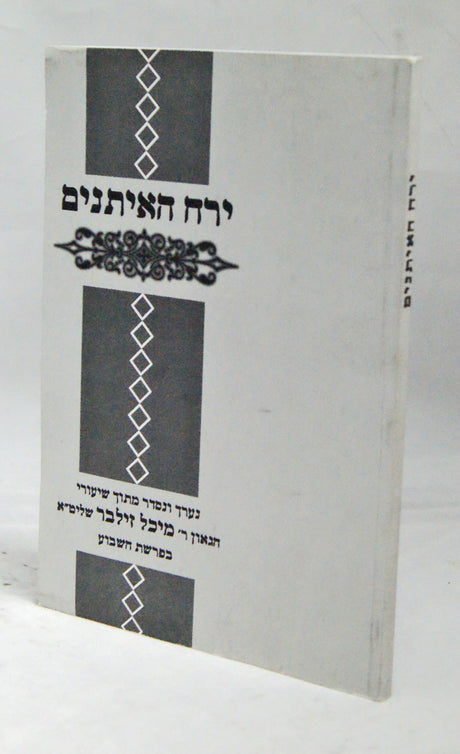 ירח האיתנים
נערך ונסדר מתוך שיעורי
הגאון ר׳ מיכל זילבר שליט״א
בפרשת השבוע
ירח האיתנים